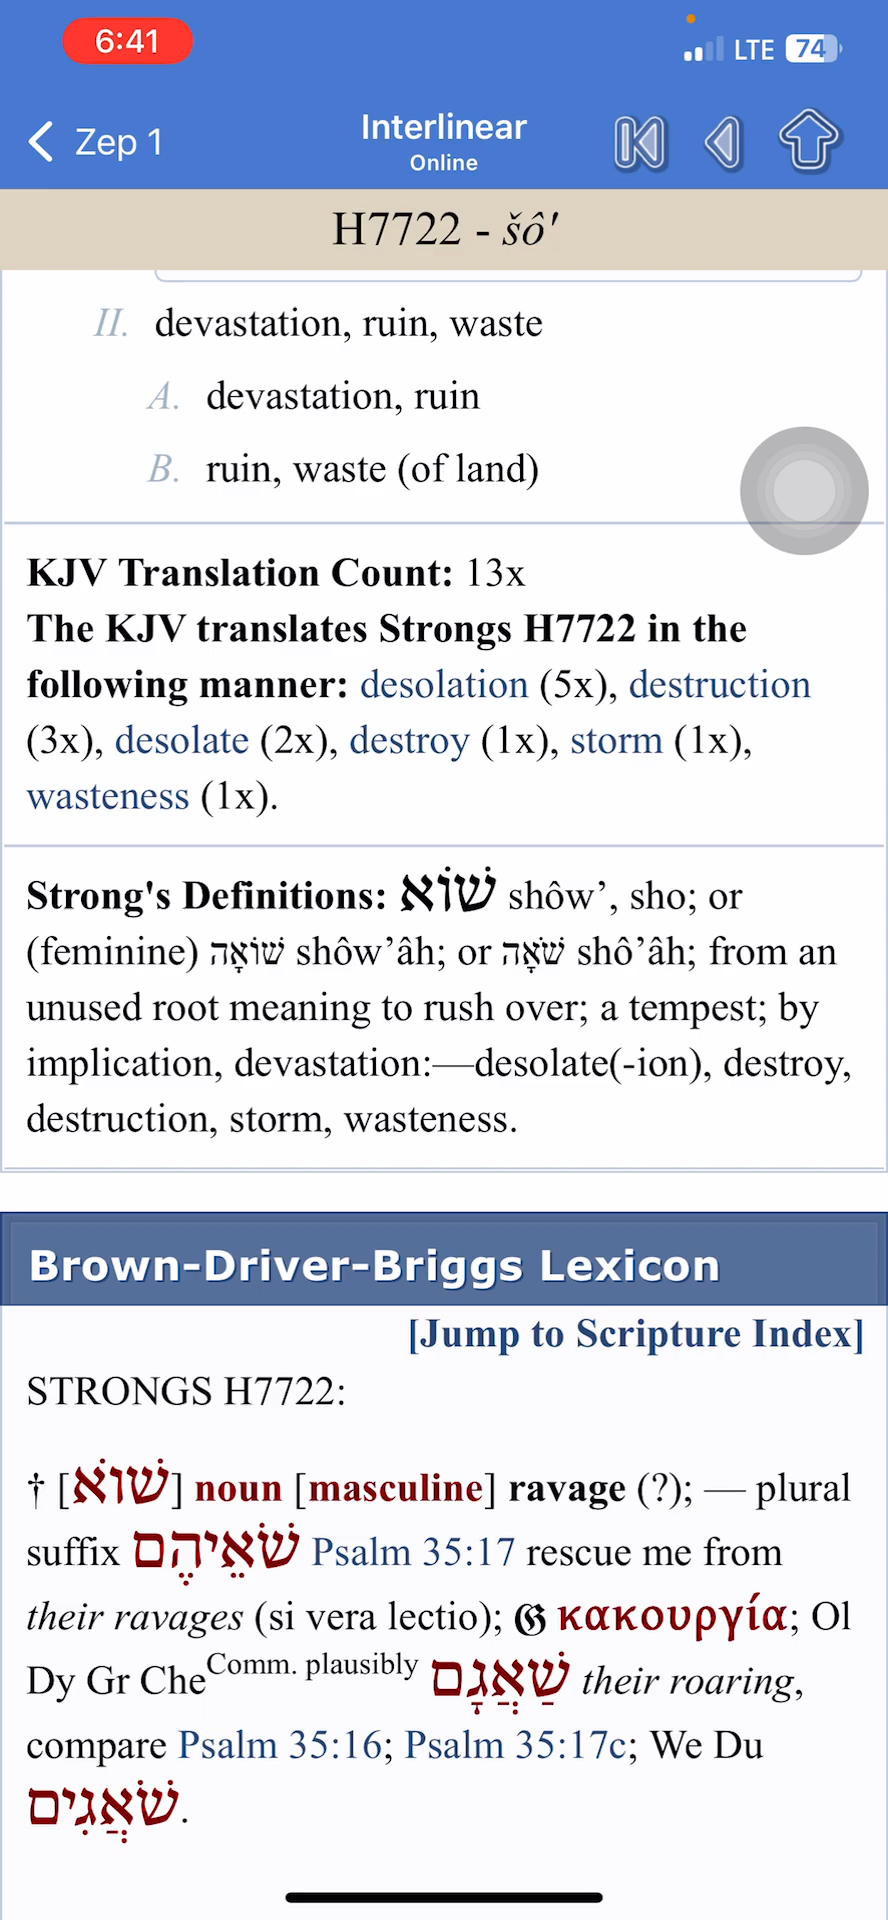 6:41
LTE 74
Zep 1
Interlinear
Online
H7722 - šô'
II. devastation, ruin, waste
A. devastation, ruin
B. ruin, waste (of land)
KJV Translation Count: 13x
The KJV translates Strongs H7722 in the
following manner: desolation (5x), destruction
(3x), desolate (2x), destroy (1x), storm (1x),
wasteness (1x).
Strong's Definitions: שׁוֹא shôwʼ, sho; or
(feminine) שׁוֹאָה shôwʼâh; or שֹׁאָה shôʼâh; from an
unused root meaning to rush over; a tempest; by
implication, devastation:—desolate(-ion), destroy,
destruction, storm, wasteness.
Brown-Driver-Briggs Lexicon
[Jump to Scripture Index]
STRONGS H7722:
† [שׁוֹא] noun [masculine] ravage (?); — plural
suffix שֹׁאֵיהֶם Psalm 35:17 rescue me from
their ravages (si vera lectio); 𝕲 κακουργία; Ol
Dy Gr Che Comm. plausibly שַׁאֲגָם their roaring,
compare Psalm 35:16; Psalm 35:17c; We Du
שֹׁאֲגִים.